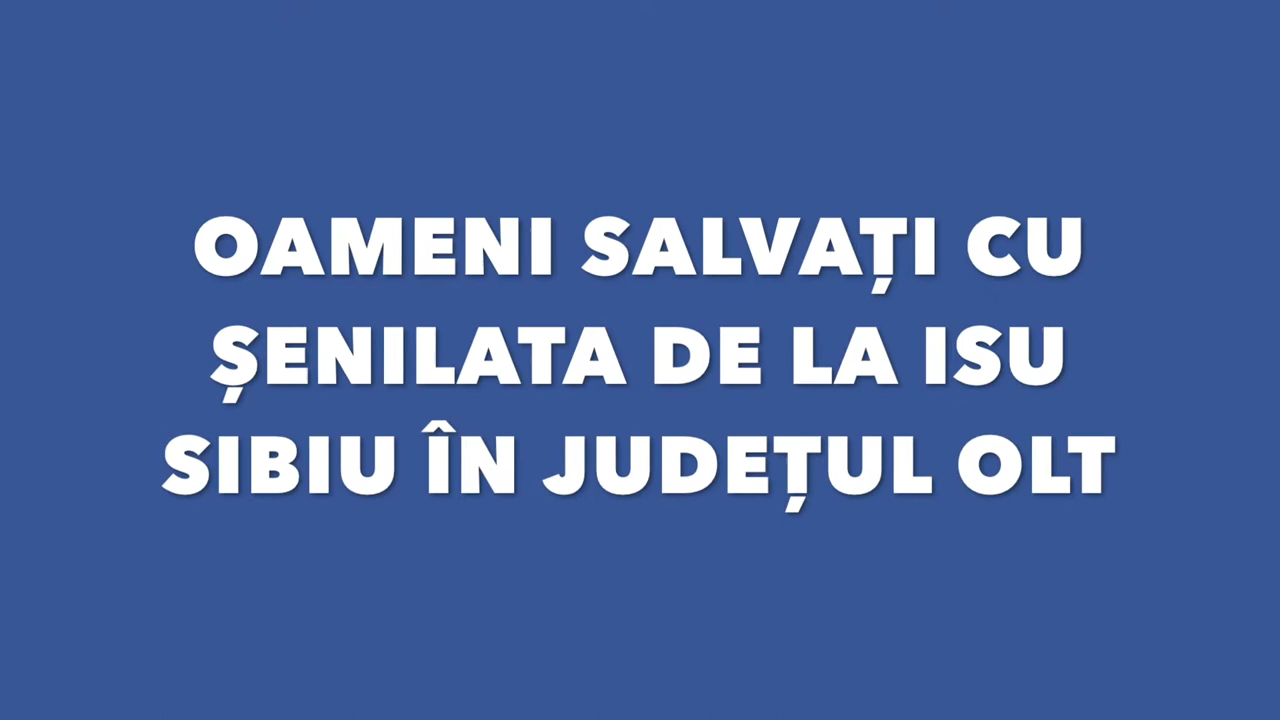 OAMENI SALVAȚI CU
ȘENILATA DE LA ISU
SIBIU ÎN JUDEȚUL OLT